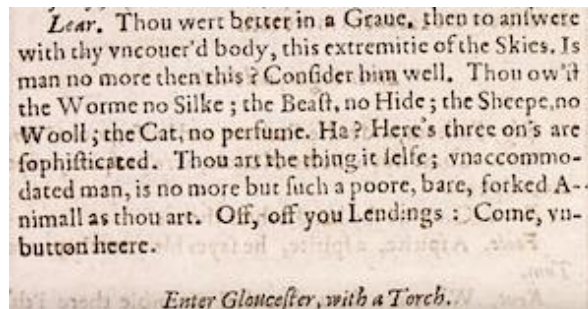 Lear. Thou wert better in a Graue, then to anſwere
with thy vncouer'd body, this extremitie of the Skies. Is
man no more then this? Conſider him well. Thou ow'ſt
the Worme no Silke; the Beaſt, no Hide; the Sheepe, no
Wooll; the Cat, no perfume. Ha? Here's three on's are
ſophiſticated. Thou art the thing it ſelfe; vnaccommo-
dated man, is no more but ſuch a poore, bare, forked A-
nimall as thou art. Off, off you Lendings: Come, vn-
button heere.
Enter Glouceſter, with a Torch.